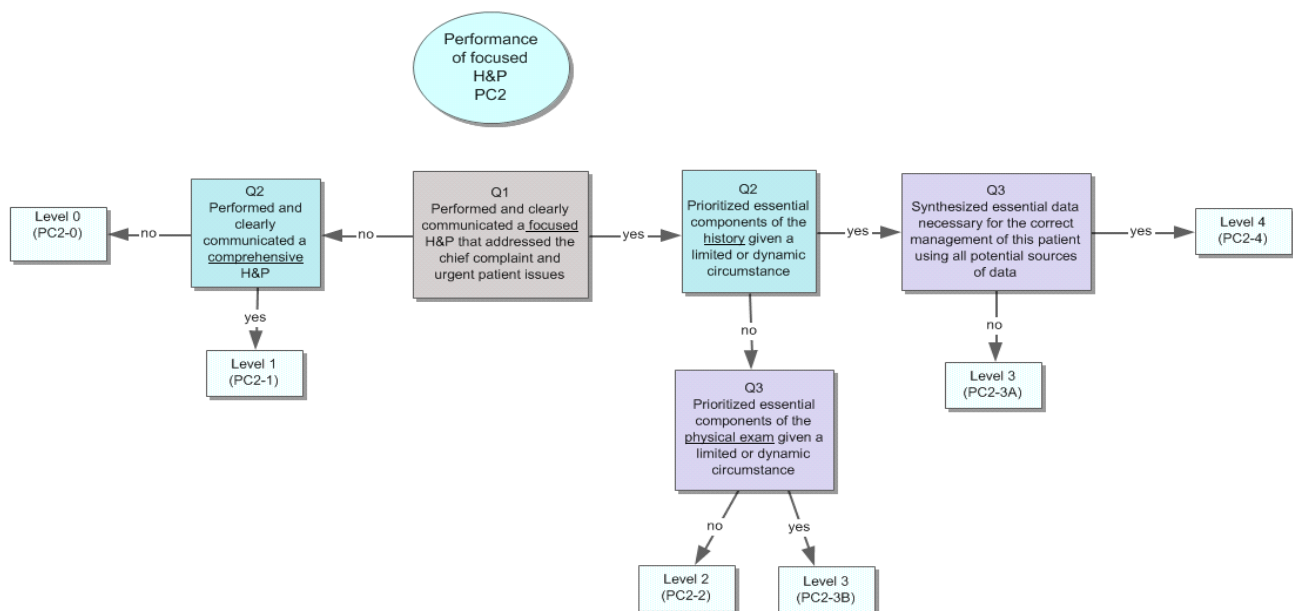 Performance
of focused
H&P
PC2
Level 0
(PC2-0)
no
Q2
Performed and
clearly
communicated a
comprehensive
H&P
yes
Level 1
(PC2-1)
no
Q1
Performed and clearly
communicated a focused
H&P that addressed the
chief complaint and
urgent patient issues
yes
Q2
Prioritized essential
components of the
history given a
limited or dynamic
circumstance
yes
Q3
Synthesized essential data
necessary for the correct
management of this patient
using all potential sources
of data
yes
Level 4
(PC2-4)
no
Level 3
(PC2-3A)
no
Q3
Prioritized essential
components of the
physical exam given a
limited or dynamic
circumstance
no
yes
Level 2
(PC2-2)
Level 3
(PC2-3B)